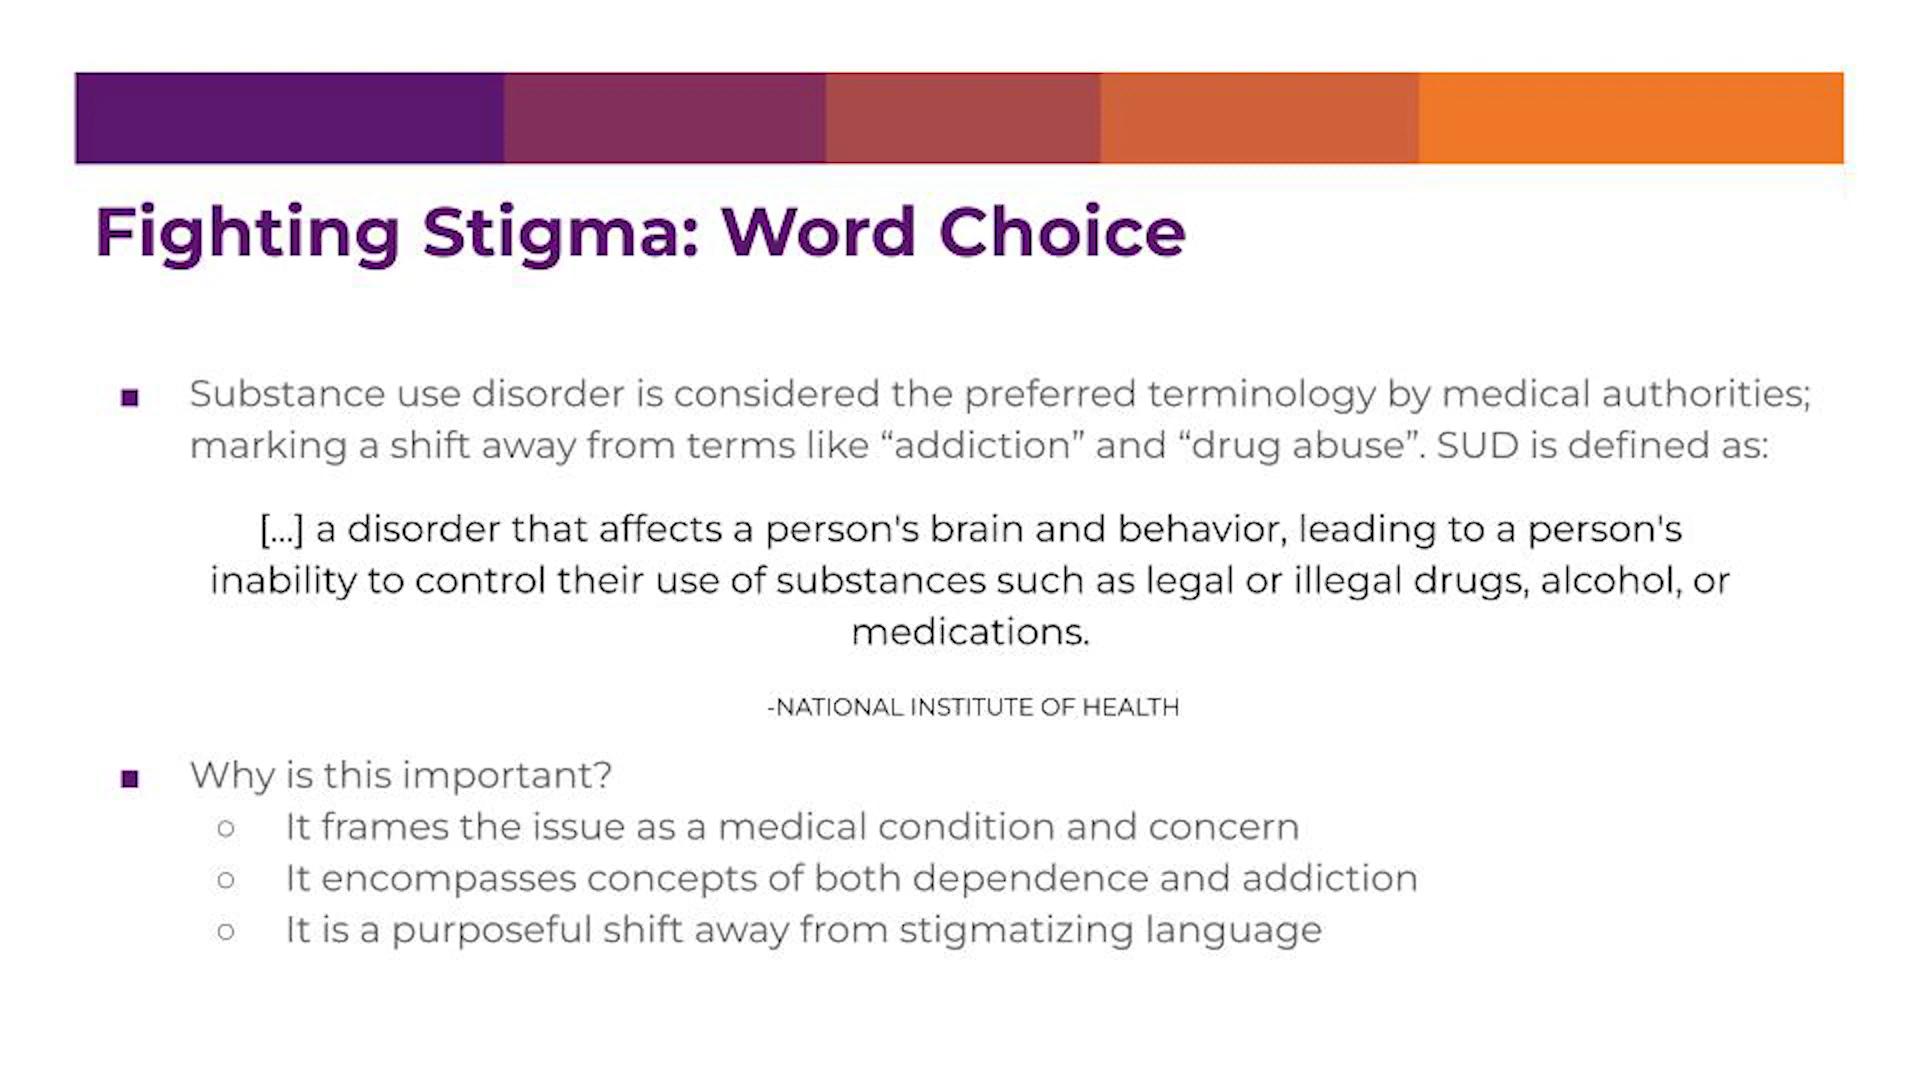 Fighting Stigma: Word Choice
■ Substance use disorder is considered the preferred terminology by medical authorities;
marking a shift away from terms like “addiction” and “drug abuse”. SUD is defined as:
[...] a disorder that affects a person's brain and behavior, leading to a person's
inability to control their use of substances such as legal or illegal drugs, alcohol, or
medications.
-NATIONAL INSTITUTE OF HEALTH
■ Why is this important?
○ It frames the issue as a medical condition and concern
○ It encompasses concepts of both dependence and addiction
○ It is a purposeful shift away from stigmatizing language